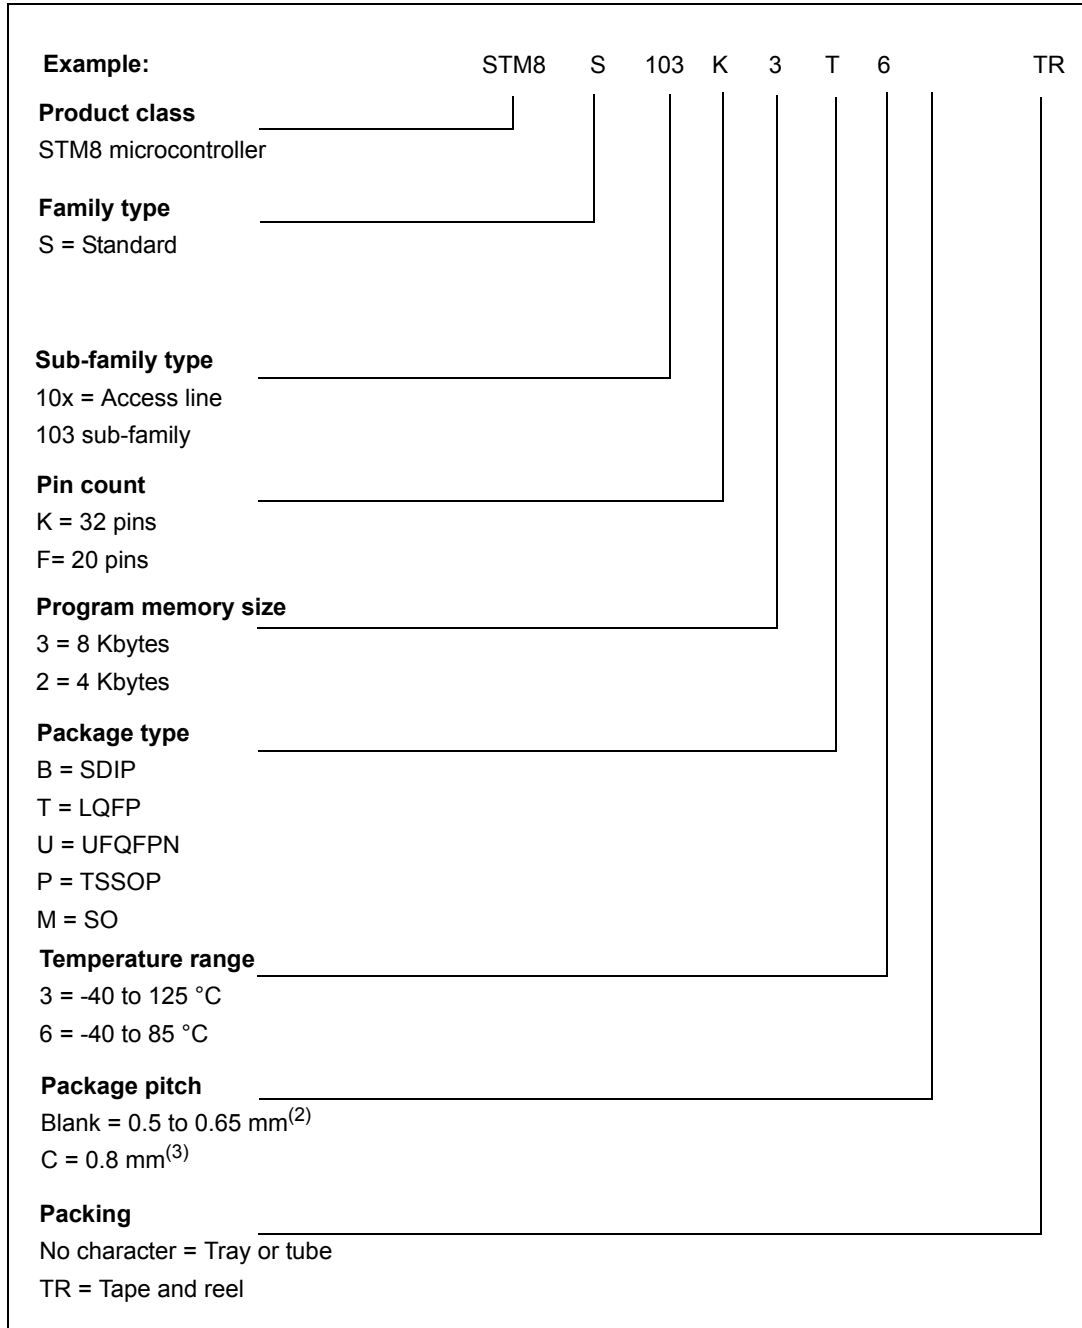 Example: STM8 S 103 K 3 T 6 TR
Product class
STM8 microcontroller
Family type
S = Standard
Sub-family type
10x = Access line
103 sub-family
Pin count
K = 32 pins
F= 20 pins
Program memory size
3 = 8 Kbytes
2 = 4 Kbytes
Package type
B = SDIP
T = LQFP
U = UFQFPN
P = TSSOP
M = SO
Temperature range
3 = -40 to 125 °C
6 = -40 to 85 °C
Package pitch
Blank = 0.5 to 0.65 mm(2)
C = 0.8 mm(3)
Packing
No character = Tray or tube
TR = Tape and reel